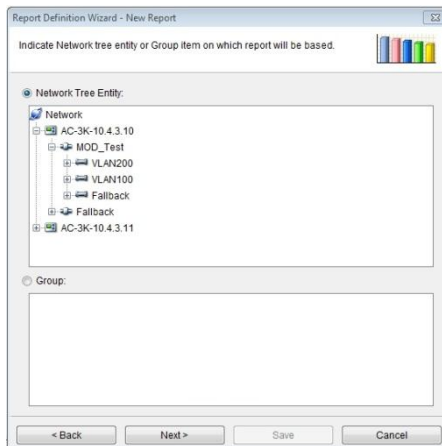 Report Definition Wizard - New Report
Indicate Network tree entity or Group item on which report will be based.
Network Tree Entity:
Network
AC-3K-10.4.3.10
MOD_Test
VLAN200
VLAN100
Fallback
Fallback
AC-3K-10.4.3.11
Group:
< Back Next > Save Cancel